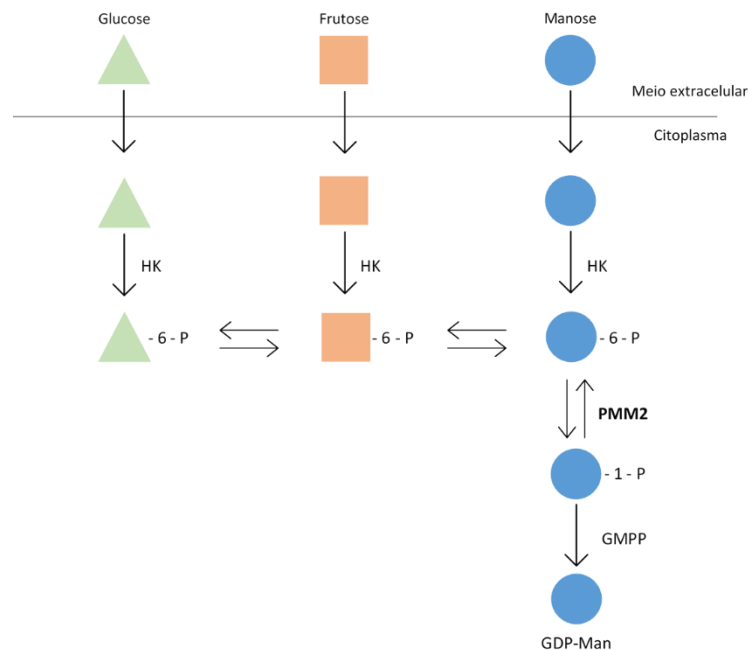 Glucose
Frutose
Manose
Meio extracelular
Citoplasma
HK
HK
HK
- 6 - P
- 6 - P
- 6 - P
PMM2
- 1 - P
GMPP
GDP-Man